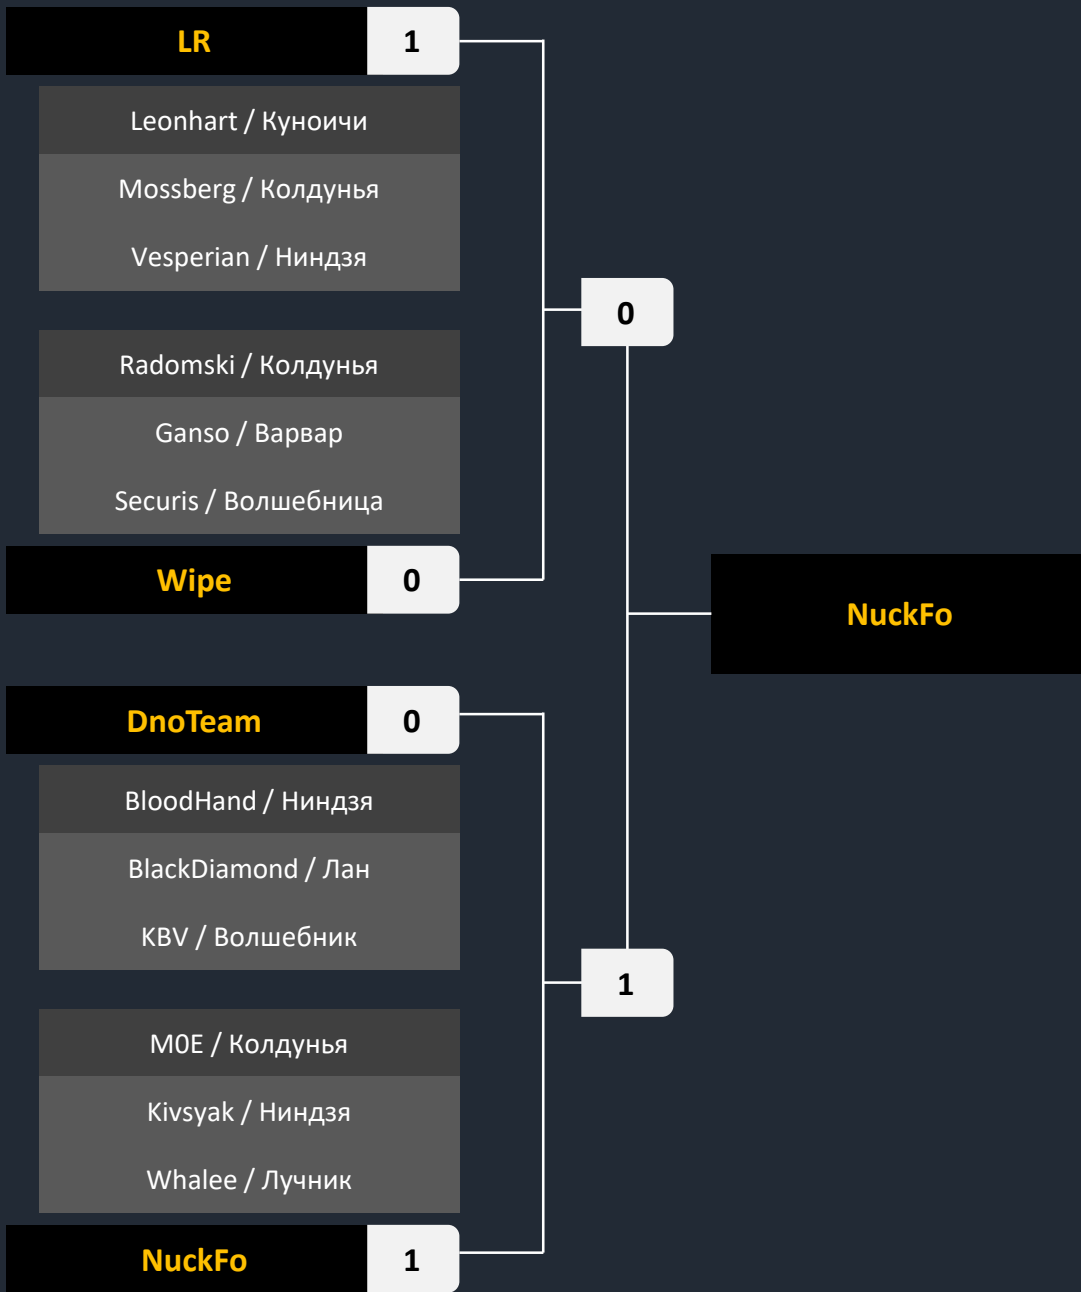 LR 1
Leonhart / Куноичи
Mossberg / Колдунья
Vesperian / Ниндзя
0
Radomski / Колдунья
Ganso / Варвар
Securis / Волшебница
Wipe 0
NuckFo
DnoTeam 0
BloodHand / Ниндзя
BlackDiamond / Лан
KBV / Волшебник
1
M0E / Колдунья
Kivsyak / Ниндзя
Whalee / Лучник
NuckFo 1